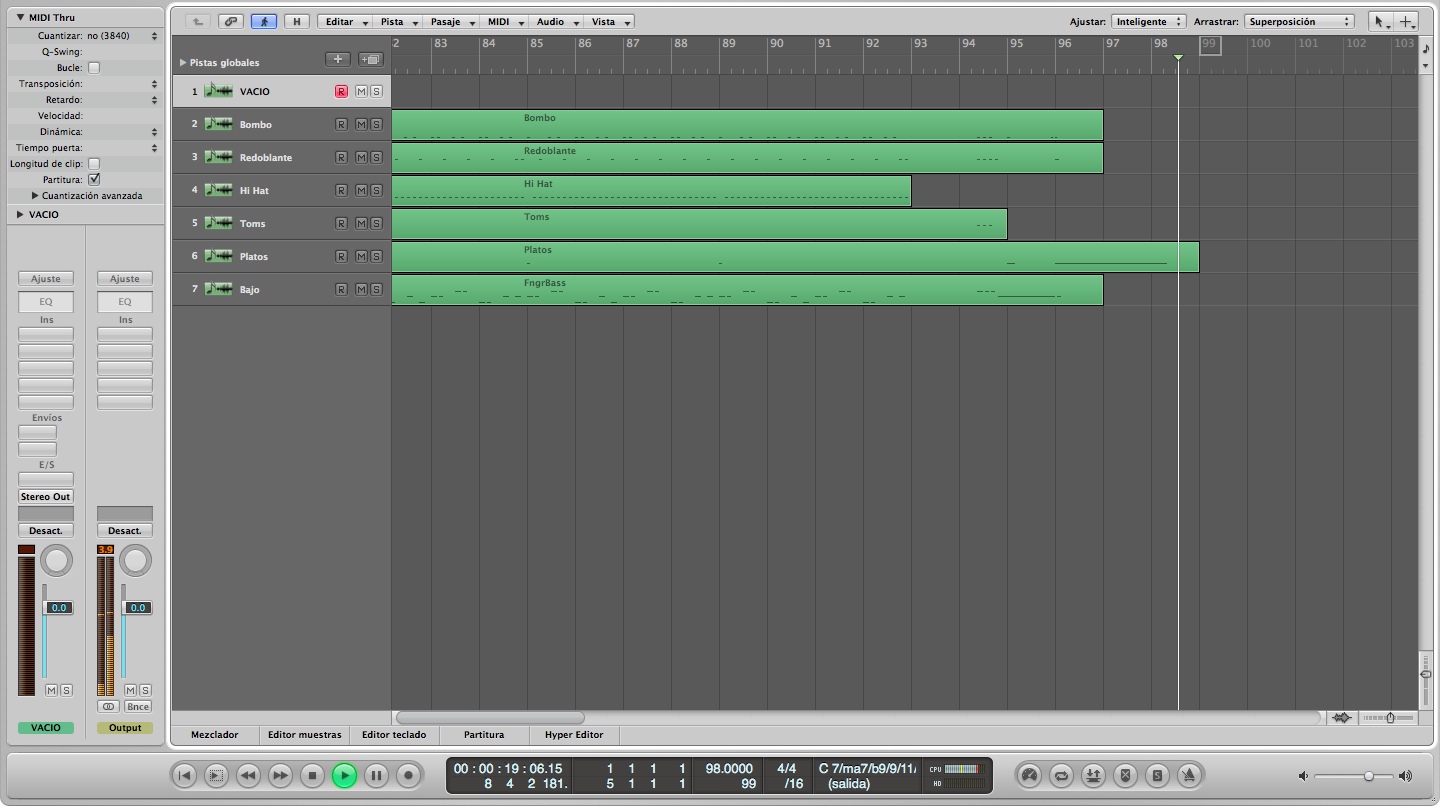 MIDI Thru
Cuantizar: no (3840)
Q-Swing:
Bucle:
Transposición:
Retardo:
Velocidad:
Dinámica:
Tiempo puerta:
Longitud de clip:
Partitura:
Cuantización avanzada
VACIO
Ajuste Ajuste
EQ EQ
Ins Ins
Envíos
E/S
Stereo Out
Desact. Desact.
3.9
0.0 0.0
M S M S
Bnce
VACIO Output
H Editar Pista Pasaje MIDI Audio Vista Ajustar: Inteligente Arrastrar: Superposición
2 83 84 85 86 87 88 89 90 91 92 93 94 95 96 97 98 99 100 101 102 103
Pistas globales
1 VACIO R M S
2 Bombo R M S Bombo
3 Redoblante R M S Redoblante
4 Hi Hat R M S Hi Hat
5 Toms R M S Toms
6 Platos R M S Platos
7 Bajo R M S FngrBass
Mezclador Editor muestras Editor teclado Partitura Hyper Editor
00 : 00 : 19 : 06.15 1 1 1 1 98.0000 4/4 C 7/ma7/b9/9/11/ CPU
8 4 2 181. 5 1 1 1 99 /16 (salida) HD
S